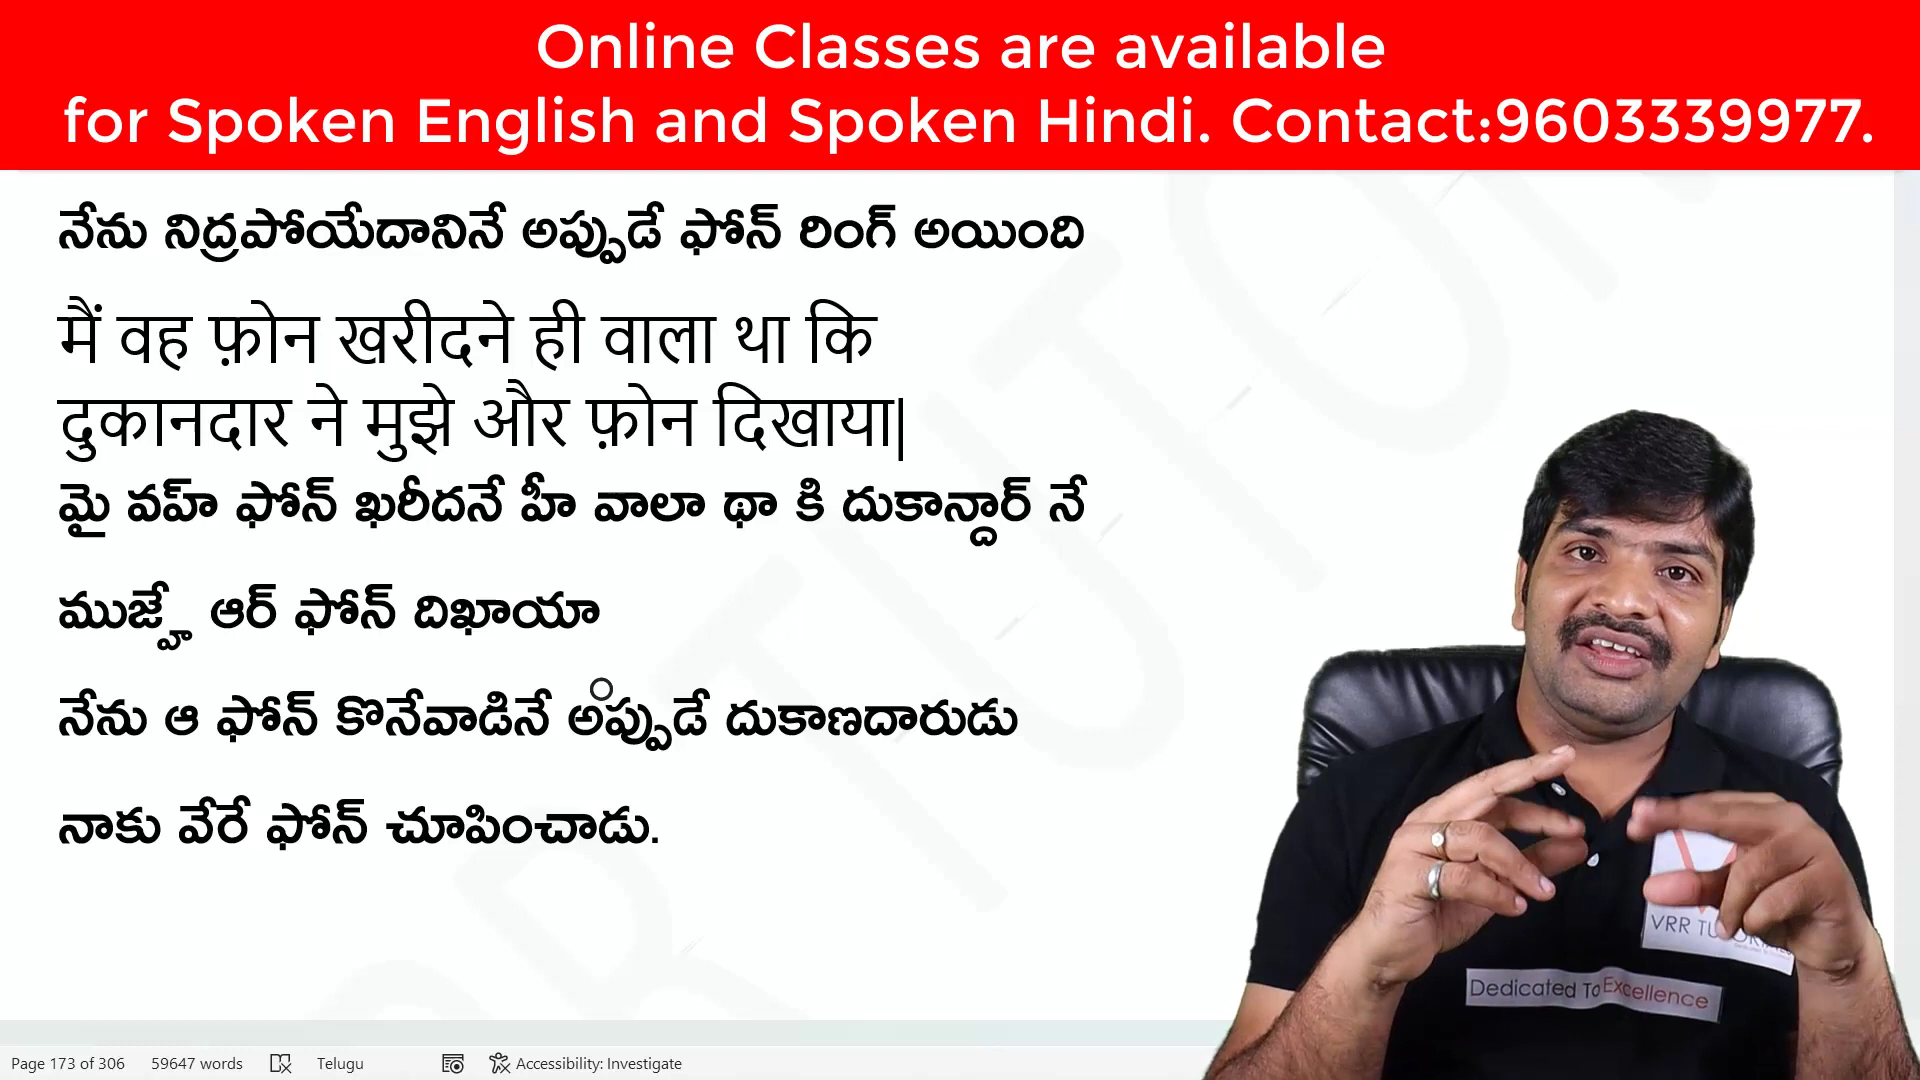 Online Classes are available
for Spoken English and Spoken Hindi. Contact:9603339977.
నేను నిద్రపోయేదానినే అప్పుడే ఫోన్ రింగ్ అయింది
मैं वह फ़ोन खरीदने ही वाला था कि
दुकानदार ने मुझे और फ़ोन दिखाया|
మై వహ్ ఫోన్ ఖరీదనే హీ వాలా థా కి దుకాన్దార్ నే
ముజ్హే ఆర్ ఫోన్ దిఖాయా
నేను ఆ ఫోన్ కొనేవాడినే అప్పుడే దుకాణదారుడు
నాకు వేరే ఫోన్ చూపించాడు.
VRR TUTORIALS
Dedicated To Excellence
Page 173 of 306 59647 words Telugu Accessibility: Investigate